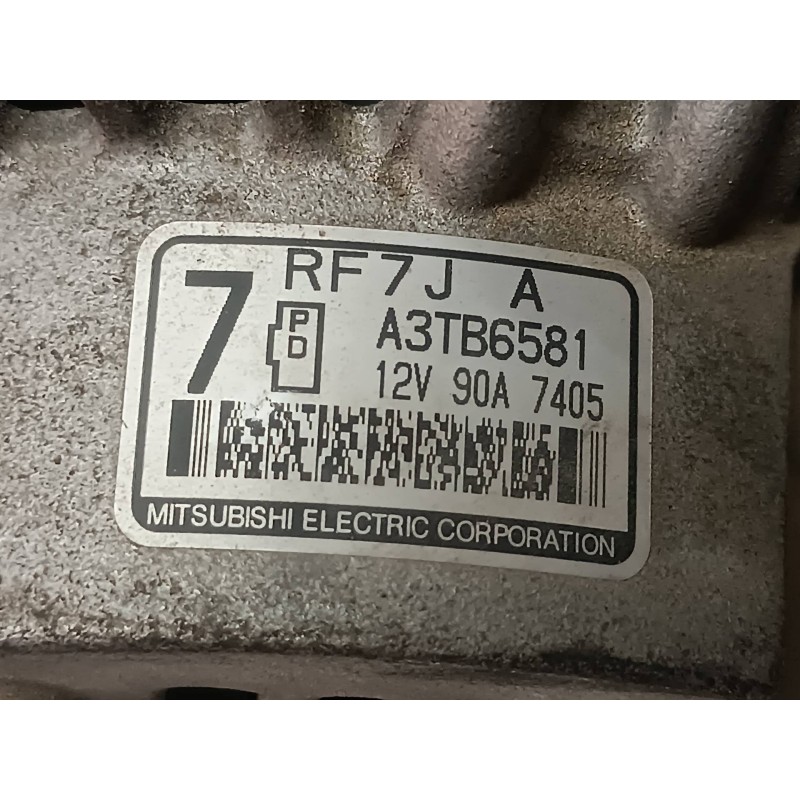 RF7J A
7
P
D
A3TB6581
12V 90A 7405
MITSUBISHI ELECTRIC CORPORATION